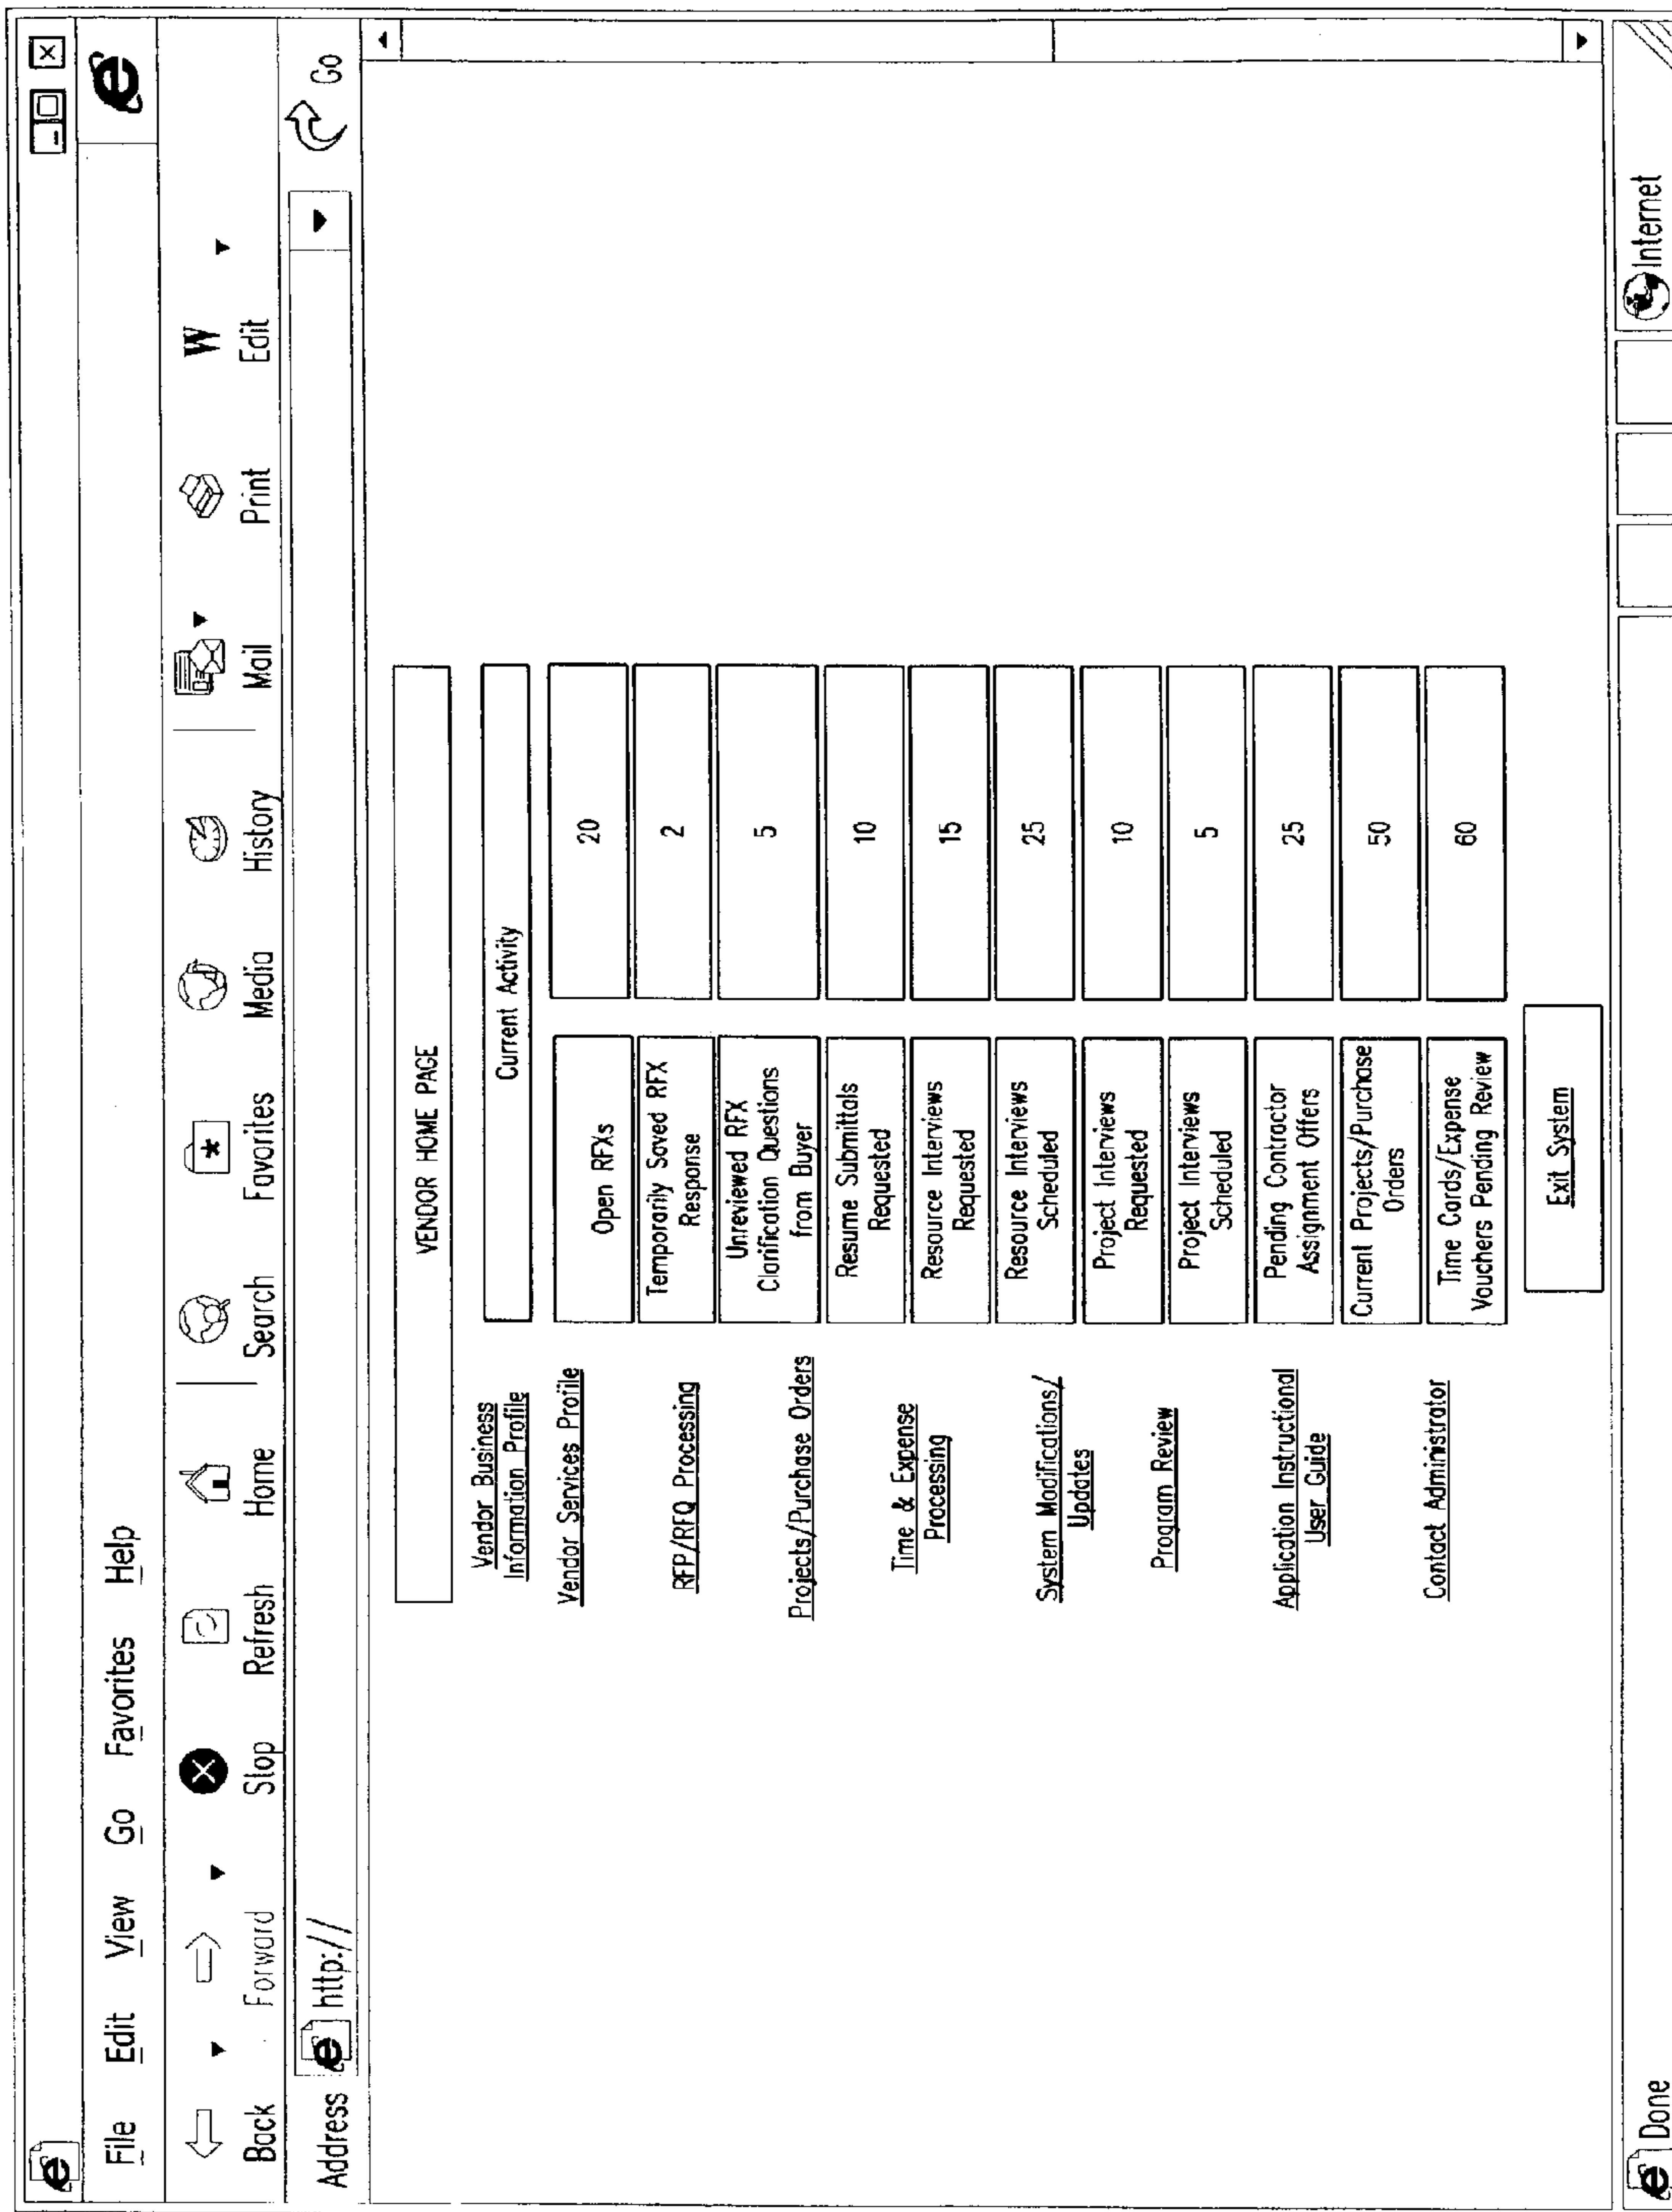 File Edit View Go Favorites Help
Back Forward Stop Refresh Home Search Favorites Media History Mail Print Edit
W
Address http:// Go
VENDOR HOME PAGE
Vendor Business
Information Profile
Vendor Services Profile
RFP/RFQ Processing
Projects/Purchase Orders
Time & Expense
Processing
System Modifications/
Updates
Program Review
Application Instructional
User Guide
Contact Administrator
Current Activity
Open RFXs 20
Temporarily Saved RFX
Response 2
Unreviewed RFX
Clarification Questions
from Buyer 5
Resume Submittals
Requested 10
Resource Interviews
Requested 15
Resource Interviews
Scheduled 25
Project Interviews
Requested 10
Project Interviews
Scheduled 5
Pending Contractor
Assignment Offers 25
Current Projects/Purchase
Orders 50
Time Cards/Expense
Vouchers Pending Review 60
Exit System
Done Internet